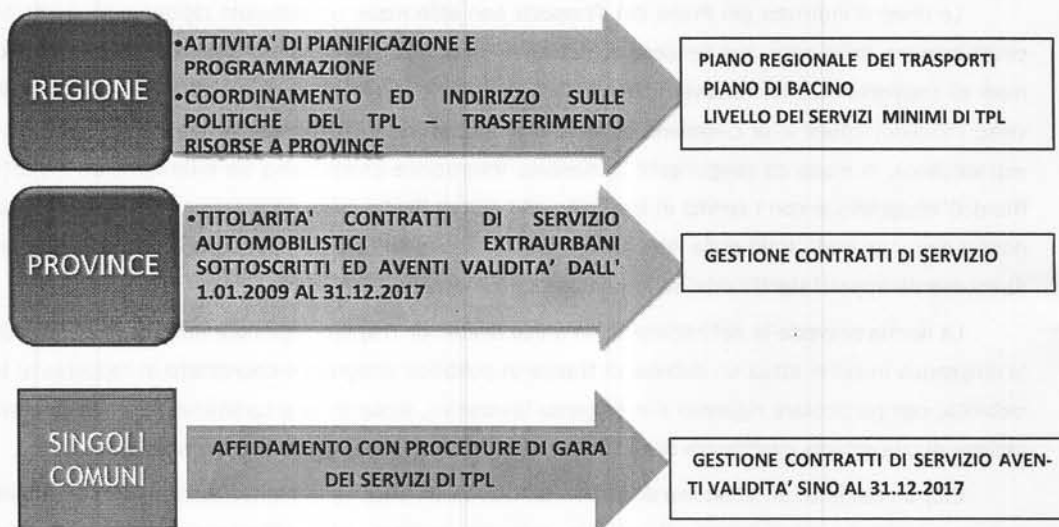 REGIONE
•ATTIVITA' DI PIANIFICAZIONE E
PROGRAMMAZIONE
•COORDINAMENTO ED INDIRIZZO SULLE
POLITICHE DEL TPL – TRASFERIMENTO
RISORSE A PROVINCE
PIANO REGIONALE DEI TRASPORTI
PIANO DI BACINO
LIVELLO DEI SERVIZI MINIMI DI TPL
PROVINCE
•TITOLARITA' CONTRATTI DI SERVIZIO
AUTOMOBILISTICI EXTRAURBANI
SOTTOSCRITTI ED AVENTI VALIDITA' DALL'
1.01.2009 AL 31.12.2017
GESTIONE CONTRATTI DI SERVIZIO
SINGOLI
COMUNI
AFFIDAMENTO CON PROCEDURE DI GARA
DEI SERVIZI DI TPL
GESTIONE CONTRATTI DI SERVIZIO AVEN-
TI VALIDITA' SINO AL 31.12.2017